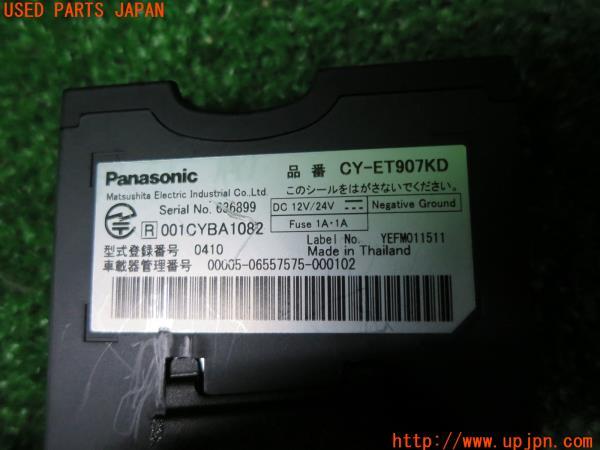 USED PARTS JAPAN
Panasonic
Matsushita Electric Industrial Co.,Ltd.
Serial No. 636899
R 001CYBA1082
型式登録番号 0410
車載器管理番号 00005-06557575-000102
品番 CY-ET907KD
このシールをはがさないでください。
DC 12V/24V Negative Ground
Fuse 1A・1A
Label No. YEFM011511
Made in Thailand
http://www.upjpn.com/